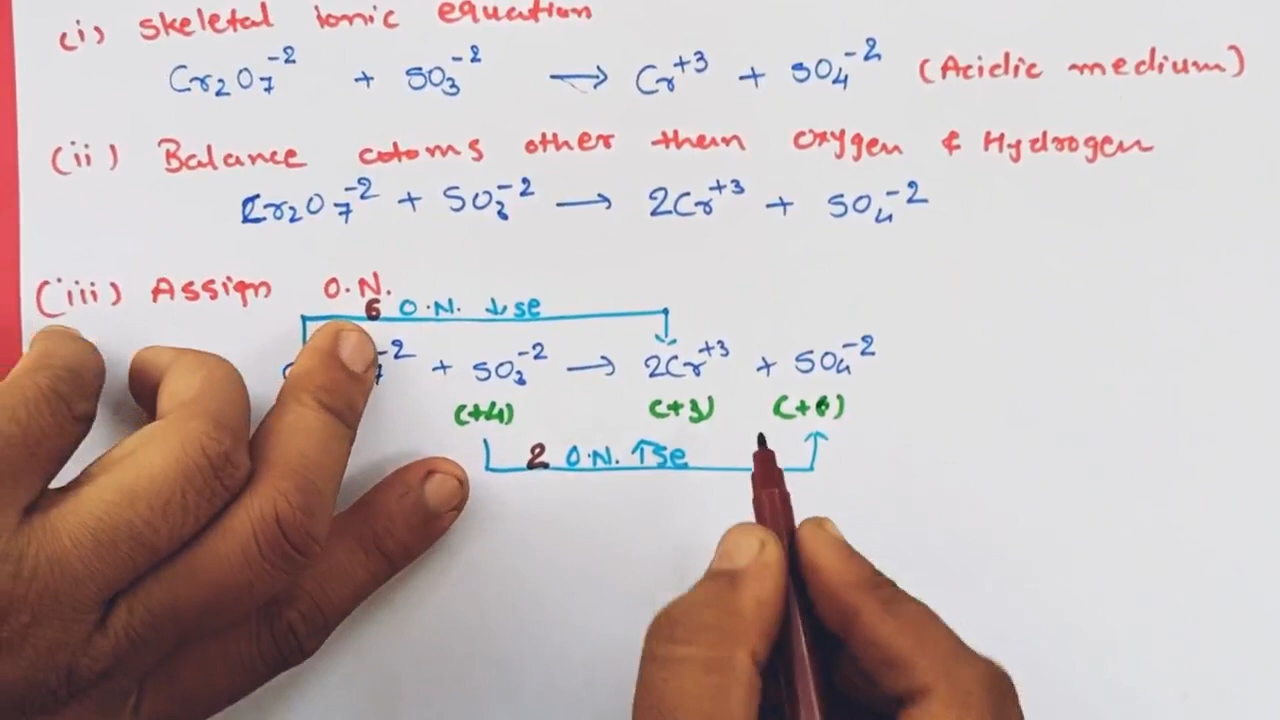 (i) Skeletal ionic equation
Cr2O7-2 + SO3-2 → Cr+3 + SO4-2 (Acidic medium)
(ii) Balance atoms other than oxygen & Hydrogen
Cr2O7-2 + SO3-2 → 2Cr+3 + SO4-2
(iii) Assign O.N.
6 O.N. ↓se
-2 + SO3-2 → 2Cr+3 + SO4-2
(+4) (+3) (+6)
2 O.N. ↑se